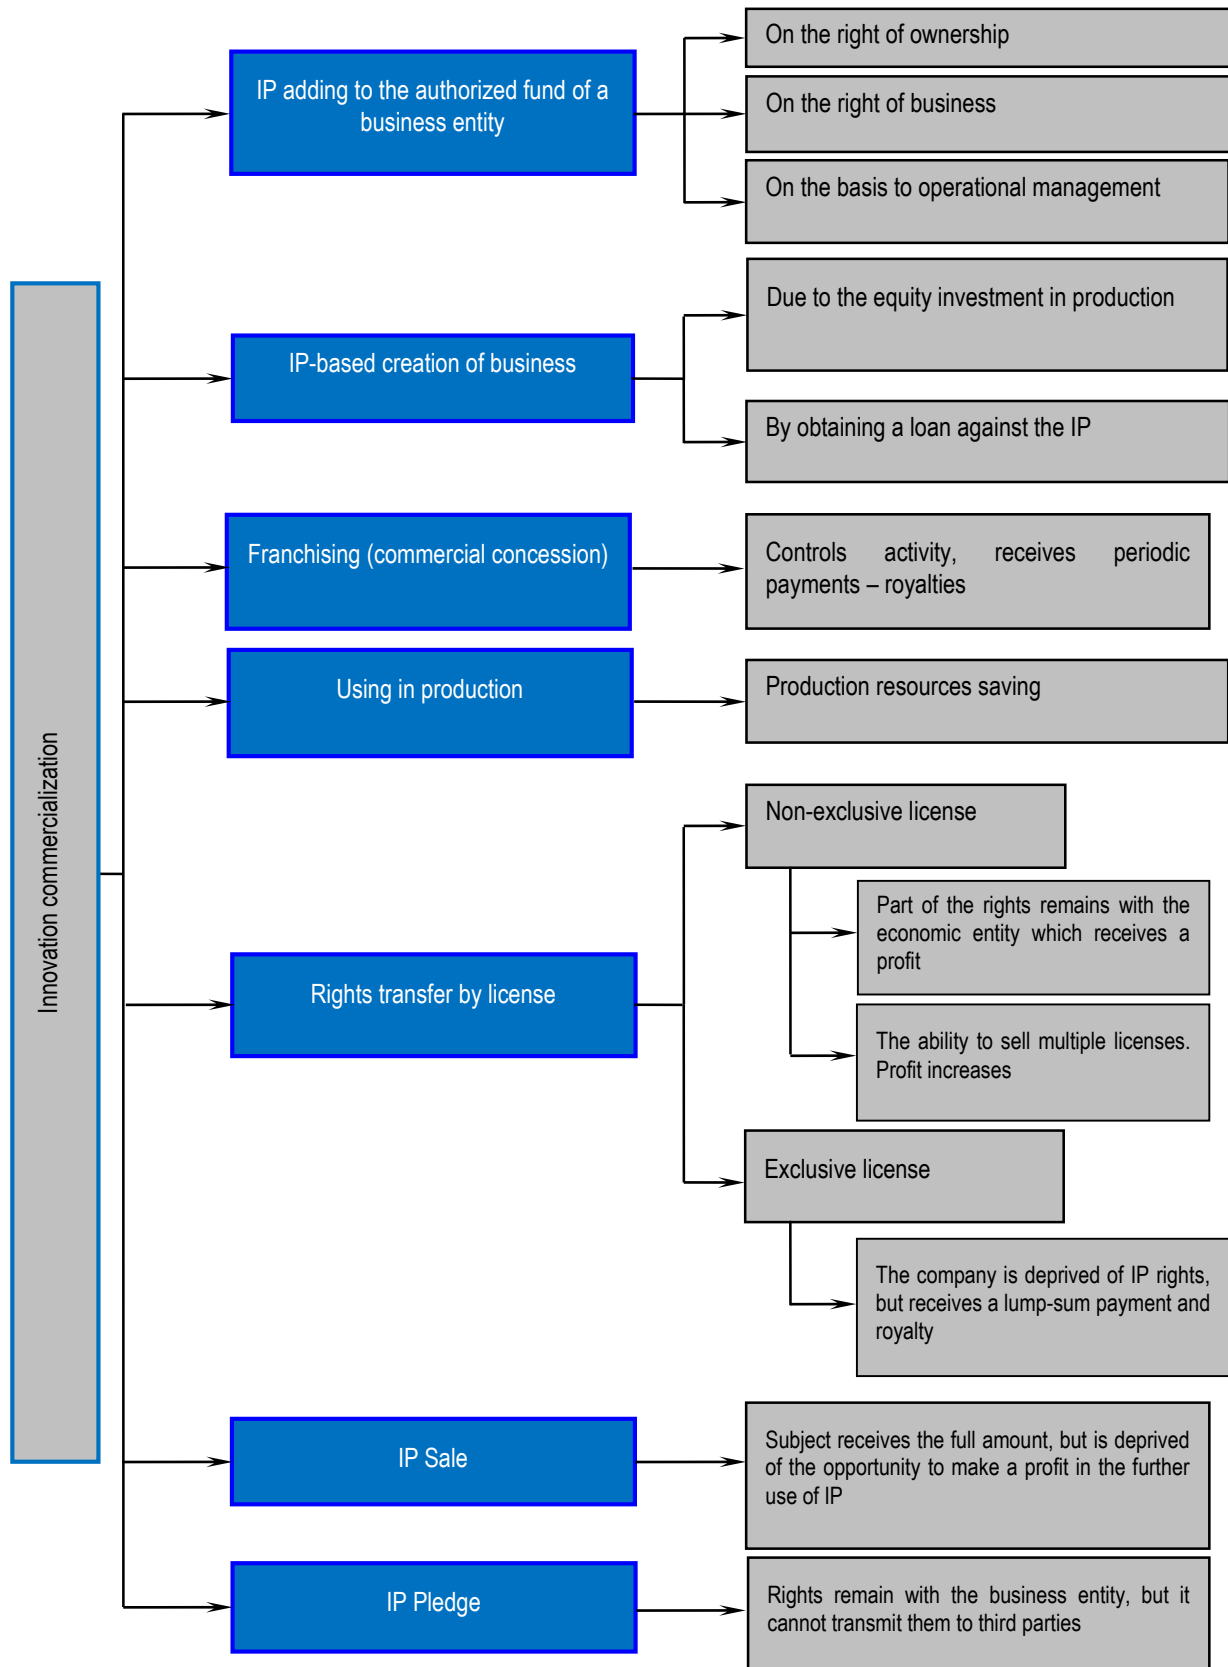 Innovation commercialization
IP adding to the authorized fund of a
business entity
On the right of ownership
On the right of business
On the basis to operational management
IP-based creation of business
Due to the equity investment in production
By obtaining a loan against the IP
Franchising (commercial concession)
Controls activity, receives periodic
payments – royalties
Using in production
Production resources saving
Rights transfer by license
Non-exclusive license
Part of the rights remains with the
economic entity which receives a
profit
The ability to sell multiple licenses.
Profit increases
Exclusive license
The company is deprived of IP rights,
but receives a lump-sum payment and
royalty
IP Sale
Subject receives the full amount, but is deprived
of the opportunity to make a profit in the further
use of IP
IP Pledge
Rights remain with the business entity, but it
cannot transmit them to third parties